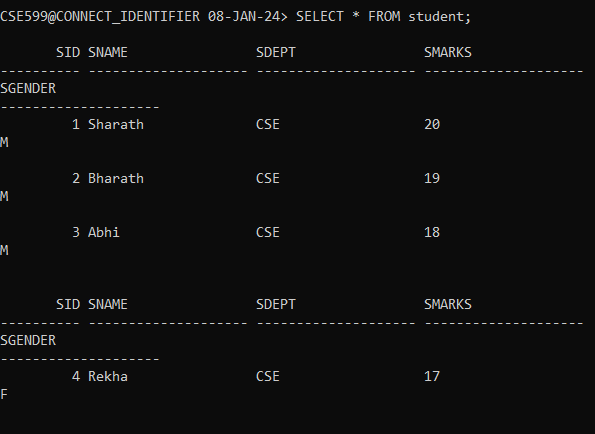 CSE599@CONNECT_IDENTIFIER 08-JAN-24> SELECT * FROM student;
SID SNAME SDEPT SMARKS
---------- -------------------- -------------------- --------------------
SGENDER
--------------------
1 Sharath CSE 20
M
2 Bharath CSE 19
M
3 Abhi CSE 18
M
SID SNAME SDEPT SMARKS
---------- -------------------- -------------------- --------------------
SGENDER
--------------------
4 Rekha CSE 17
F